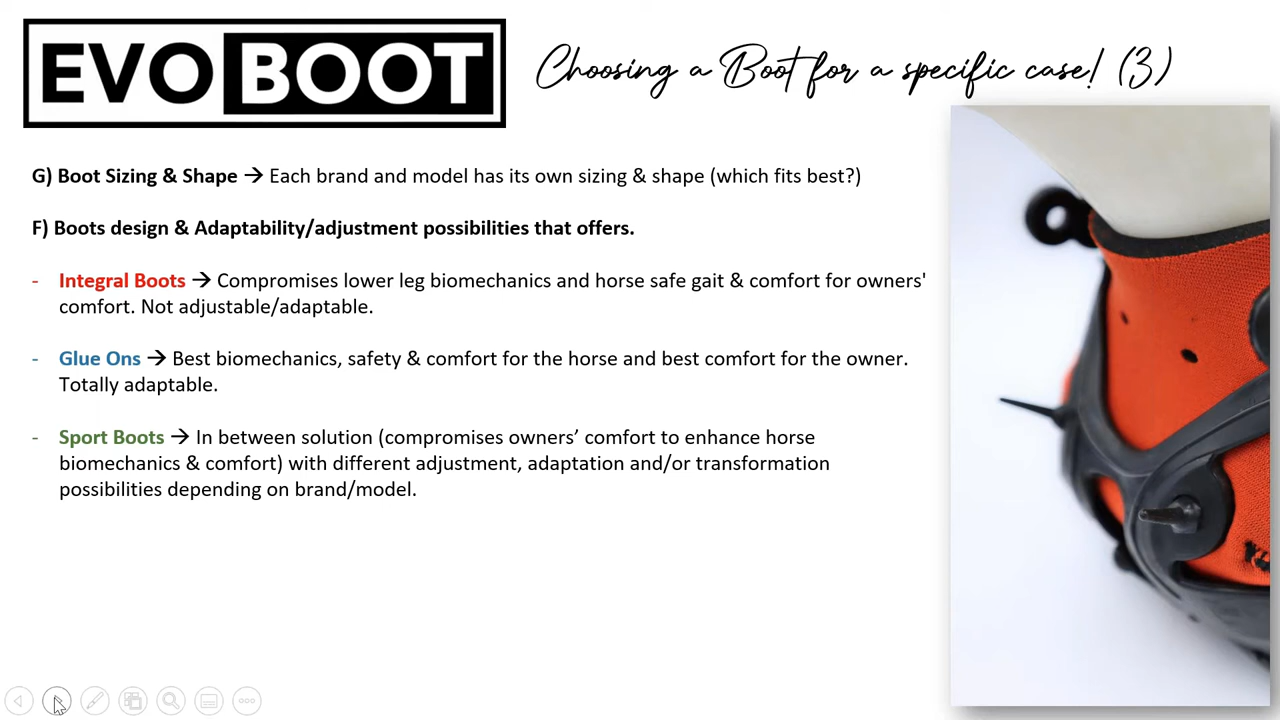 EVO BOOT
Choosing a Boot for a specific case! (3)
G) Boot Sizing & Shape → Each brand and model has its own sizing & shape (which fits best?)
F) Boots design & Adaptability/adjustment possibilities that offers.
- Integral Boots → Compromises lower leg biomechanics and horse safe gait & comfort for owners'
comfort. Not adjustable/adaptable.
- Glue Ons → Best biomechanics, safety & comfort for the horse and best comfort for the owner.
Totally adaptable.
- Sport Boots → In between solution (compromises owners’ comfort to enhance horse
biomechanics & comfort) with different adjustment, adaptation and/or transformation
possibilities depending on brand/model.